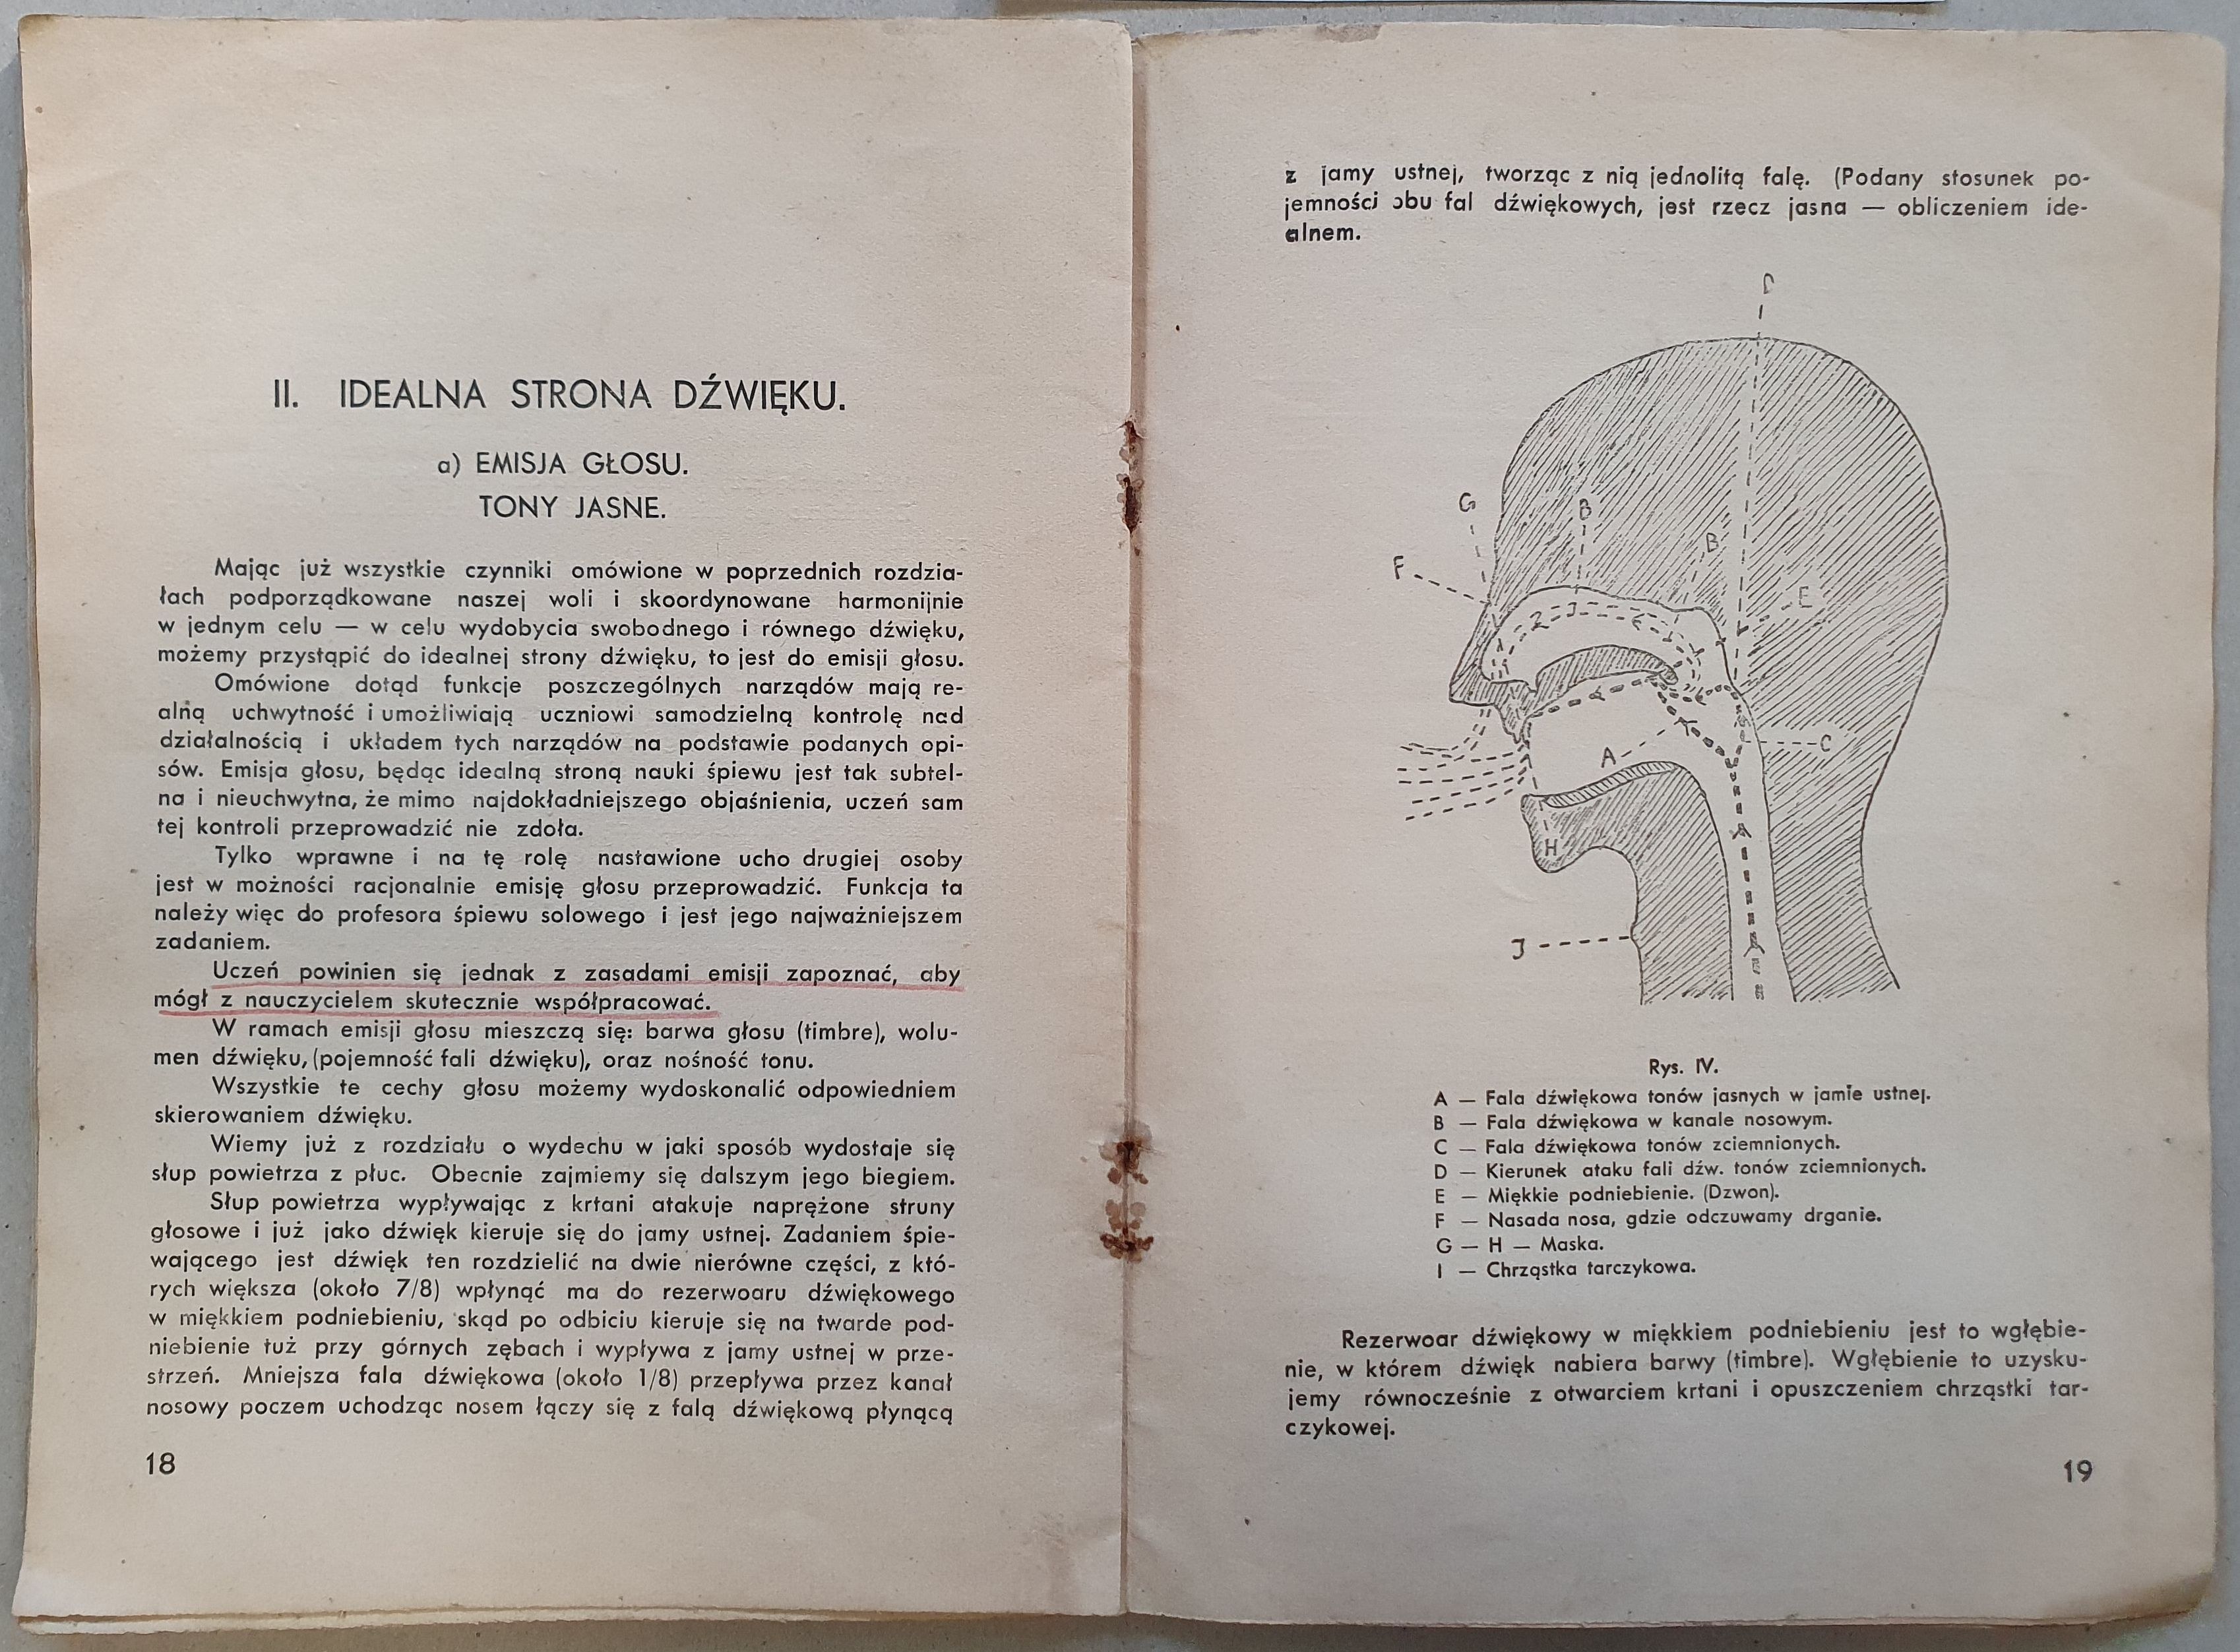 II. IDEALNA STRONA DŹWIĘKU.
a) EMISJA GŁOSU.
TONY JASNE.
Mając już wszystkie czynniki omówione w poprzednich rozdzia-
łach podporządkowane naszej woli i skoordynowane harmonijnie
w jednym celu — w celu wydobycia swobodnego i równego dźwięku,
możemy przystąpić do idealnej strony dźwięku, to jest do emisji głosu.
Omówione dotąd funkcje poszczególnych narządów mają re-
alną uchwytność i umożliwiają uczniowi samodzielną kontrolę nad
działalnością i układem tych narządów na podstawie podanych opi-
sów. Emisja głosu, będąc idealną stroną nauki śpiewu jest tak subtel-
na i nieuchwytna, że mimo najdokładniejszego objaśnienia, uczeń sam
tej kontroli przeprowadzić nie zdoła.
Tylko wprawne i na tę rolę nastawione ucho drugiej osoby
jest w możności racjonalnie emisję głosu przeprowadzić. Funkcja ta
należy więc do profesora śpiewu solowego i jest jego najważniejszem
zadaniem.
Uczeń powinien się jednak z zasadami emisji zapoznać, aby
mógł z nauczycielem skutecznie współpracować.
W ramach emisji głosu mieszczą się: barwa głosu (timbre), wolu-
men dźwięku, (pojemność fali dźwięku), oraz nośność tonu.
Wszystkie te cechy głosu możemy wydoskonalić odpowiedniem
skierowaniem dźwięku.
Wiemy już z rozdziału o wydechu w jaki sposób wydostaje się
słup powietrza z płuc. Obecnie zajmiemy się dalszym jego biegiem.
Słup powietrza wypływając z krtani atakuje naprężone struny
głosowe i już jako dźwięk kieruje się do jamy ustnej. Zadaniem śpie-
wającego jest dźwięk ten rozdzielić na dwie nierówne części, z któ-
rych większa (około 7/8) wpłynąć ma do rezerwoaru dźwiękowego
w miękkiem podniebieniu, skąd po odbiciu kieruje się na twarde pod-
niebienie tuż przy górnych zębach i wypływa z jamy ustnej w prze-
strzeń. Mniejsza fala dźwiękowa (około 1/8) przepływa przez kanał
nosowy poczem uchodząc nosem łączy się z falą dźwiękową płynącą
18
z jamy ustnej, tworząc z nią jednolitą falę. (Podany stosunek po-
jemności obu fal dźwiękowych, jest rzecz jasna — obliczeniem ide-
alnem.
G
B
B
F
E
C
A
H
J
Rys. IV.
A — Fala dźwiękowa tonów jasnych w jamie ustnej.
B — Fala dźwiękowa w kanale nosowym.
C — Fala dźwiękowa tonów zciemnionych.
D — Kierunek ataku fali dźw. tonów zciemnionych.
E — Miękkie podniebienie. (Dzwon).
F — Nasada nosa, gdzie odczuwamy drganie.
G — H — Maska.
I — Chrząstka tarczykowa.
Rezerwoar dźwiękowy w miękkiem podniebieniu jest to wgłębie-
nie, w którem dźwięk nabiera barwy (timbre). Wgłębienie to uzysku-
jemy równocześnie z otwarciem krtani i opuszczeniem chrząstki tar-
czykowej.
19